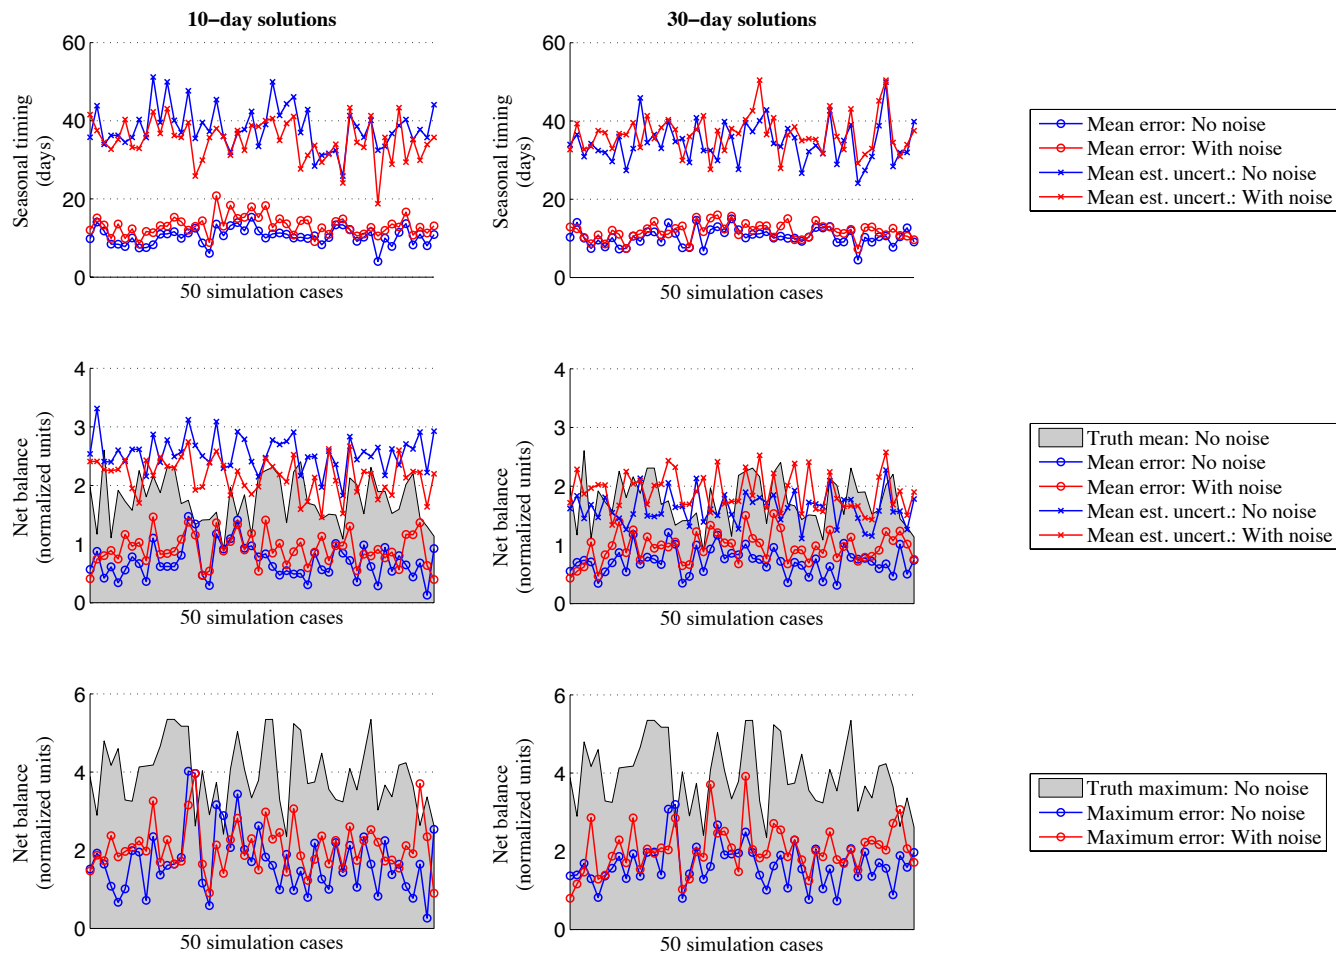 10−day solutions
30−day solutions
Seasonal timing
(days)
60
40
20
0
50 simulation cases
Seasonal timing
(days)
60
40
20
0
50 simulation cases
Mean error: No noise
Mean error: With noise
Mean est. uncert.: No noise
Mean est. uncert.: With noise
Net balance
(normalized units)
4
3
2
1
0
50 simulation cases
Net balance
(normalized units)
4
3
2
1
0
50 simulation cases
Truth mean: No noise
Mean error: No noise
Mean error: With noise
Mean est. uncert.: No noise
Mean est. uncert.: With noise
Net balance
(normalized units)
6
4
2
0
50 simulation cases
Net balance
(normalized units)
6
4
2
0
50 simulation cases
Truth maximum: No noise
Maximum error: No noise
Maximum error: With noise